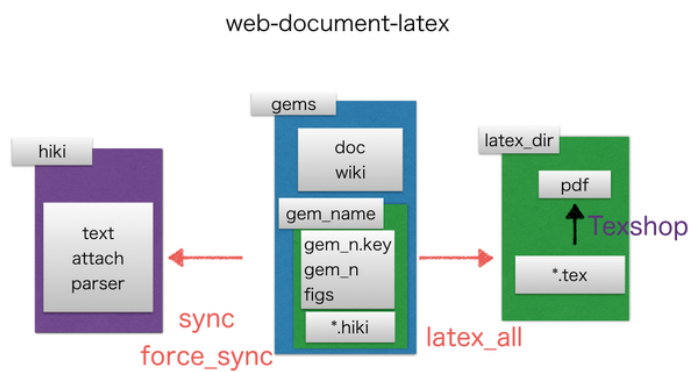 web-document-latex
gems
hiki
latex_dir
doc
wiki
pdf
gem_name
Texshop
text
attach
parser
gem_n.key
gem_n
figs
*.tex
*.hiki
sync
force_sync
latex_all